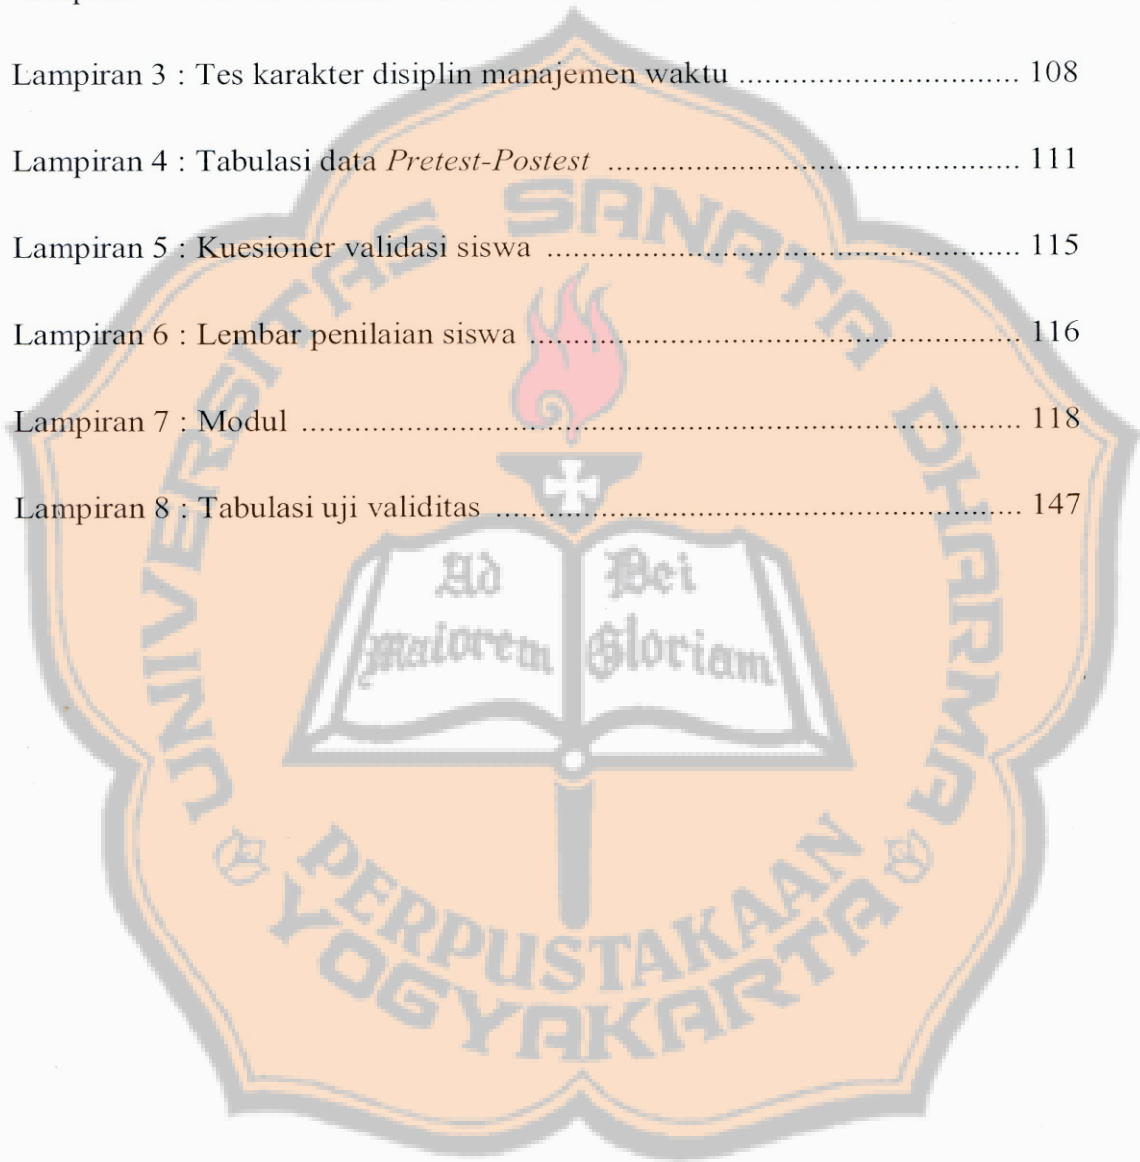 Lampiran 3 : Tes karakter disiplin manajemen waktu ................................ 108
Lampiran 4 : Tabulasi data Pretest-Postest ............................................... 111
Lampiran 5 : Kuesioner validasi siswa ...................................................... 115
Lampiran 6 : Lembar penilaian siswa ........................................................ 116
Lampiran 7 : Modul .................................................................................. 118
Lampiran 8 : Tabulasi uji validitas ............................................................ 147
UNIVERSITAS SANATA DHARMA
Ad Dei
maiorem Gloriam
PERPUSTAKAAN
YOGYAKARTA